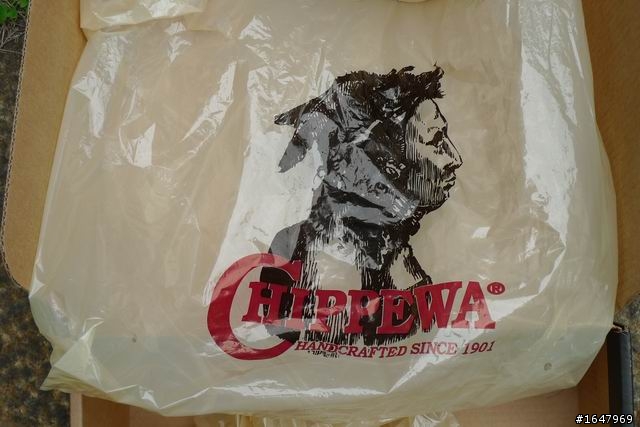 CHIPPEWA®
HANDCRAFTED SINCE 1901
#1647969